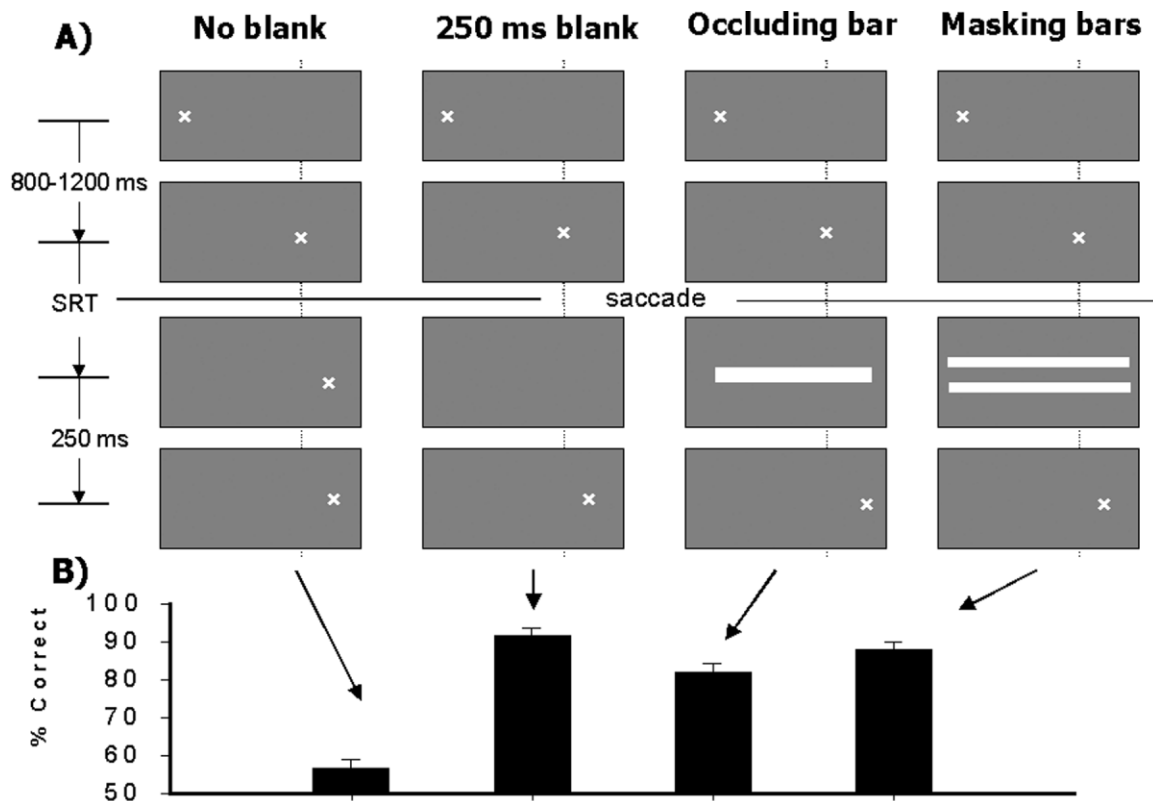 A)
No blank
250 ms blank
Occluding bar
Masking bars
800-1200 ms
SRT
saccade
250 ms
B)
% Correct
100
90
80
70
60
50